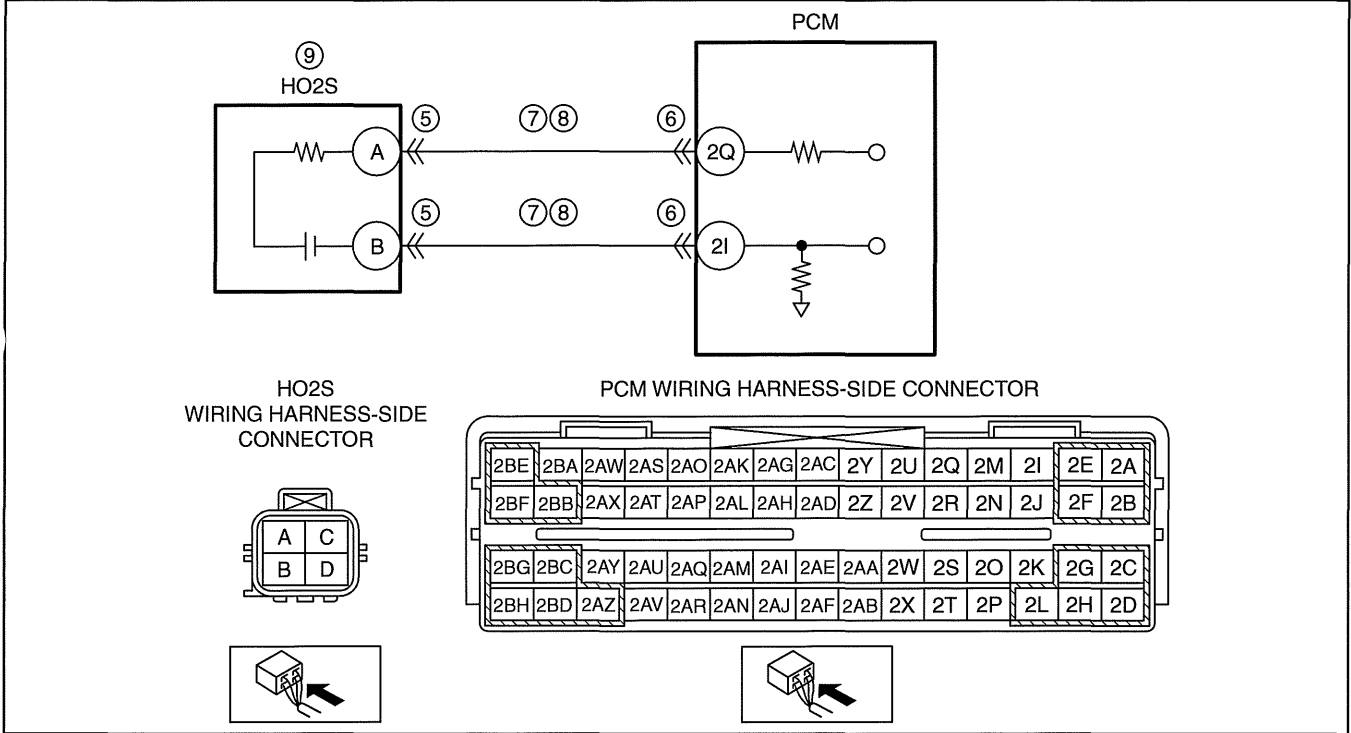 PCM
⑨
HO2S
⑤ ⑦⑧ ⑥
A 2Q
⑤ ⑦⑧ ⑥
B 2I
HO2S
WIRING HARNESS-SIDE
CONNECTOR
A C
B D
PCM WIRING HARNESS-SIDE CONNECTOR
2BE 2BA 2AW 2AS 2AO 2AK 2AG 2AC 2Y 2U 2Q 2M 2I 2E 2A
2BF 2BB 2AX 2AT 2AP 2AL 2AH 2AD 2Z 2V 2R 2N 2J 2F 2B
2BG 2BC 2AY 2AU 2AQ 2AM 2AI 2AE 2AA 2W 2S 2O 2K 2G 2C
2BH 2BD 2AZ 2AV 2AR 2AN 2AJ 2AF 2AB 2X 2T 2P 2L 2H 2D